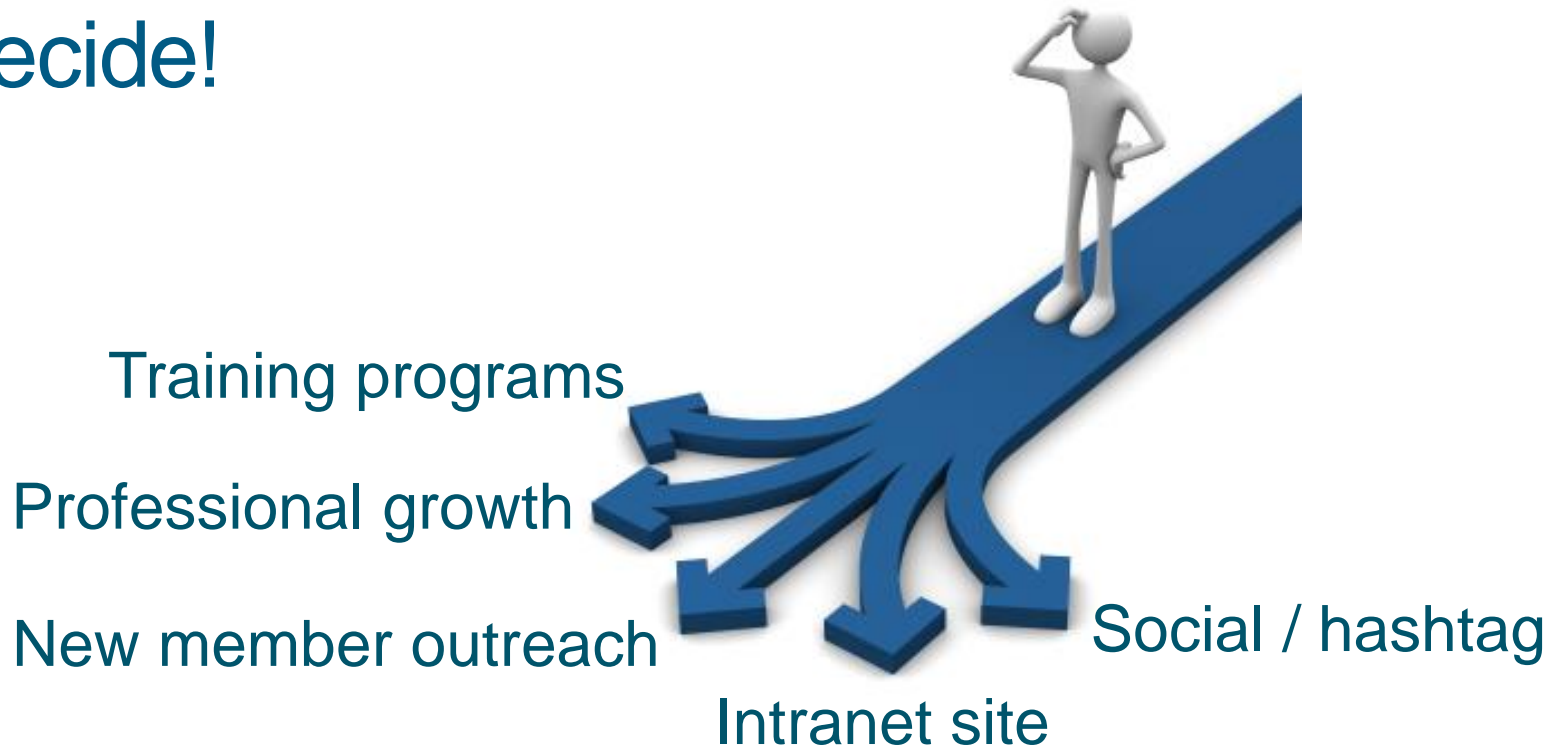 ecide!
Training programs
Professional growth
New member outreach
Social / hashtag
Intranet site